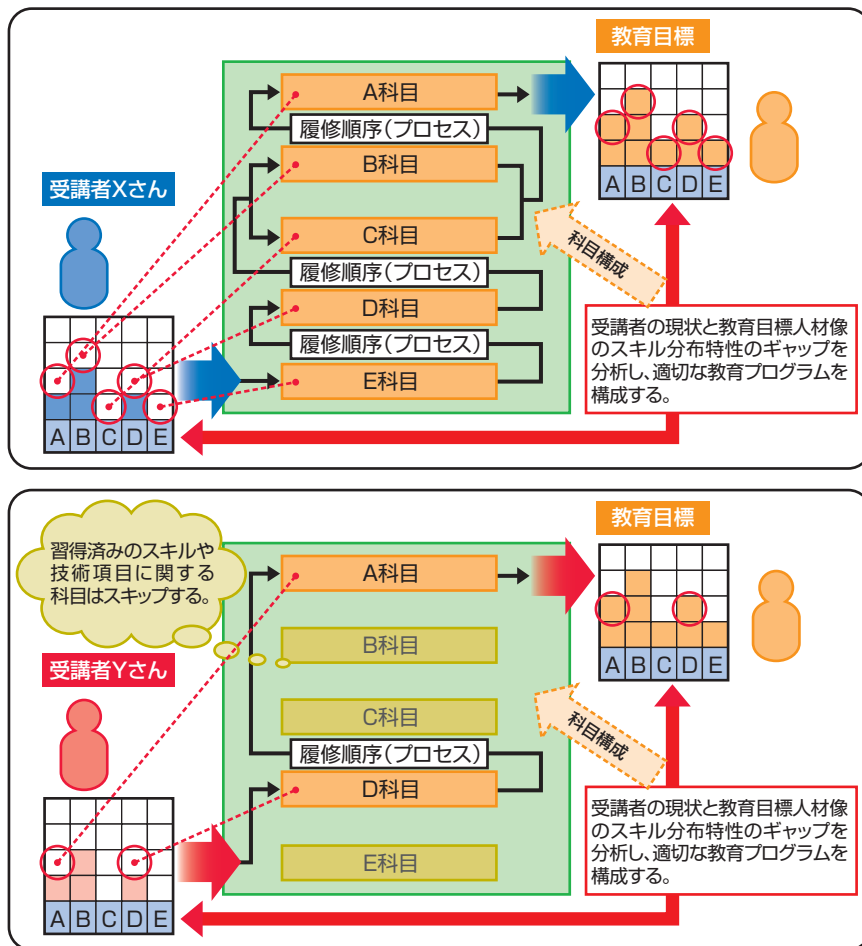 教育目標
A科目
履修順序(プロセス)
B科目
受講者Xさん
C科目
履修順序(プロセス)
D科目
履修順序(プロセス)
E科目
A B C D E
A B C D E
科目構成
受講者の現状と教育目標人材像
のスキル分布特性のギャップを
分析し、適切な教育プログラムを
構成する。
教育目標
習得済みのスキルや
技術項目に関する
科目はスキップする。
A科目
B科目
受講者Yさん
C科目
履修順序(プロセス)
D科目
E科目
A B C D E
A B C D E
科目構成
受講者の現状と教育目標人材像
のスキル分布特性のギャップを
分析し、適切な教育プログラムを
構成する。